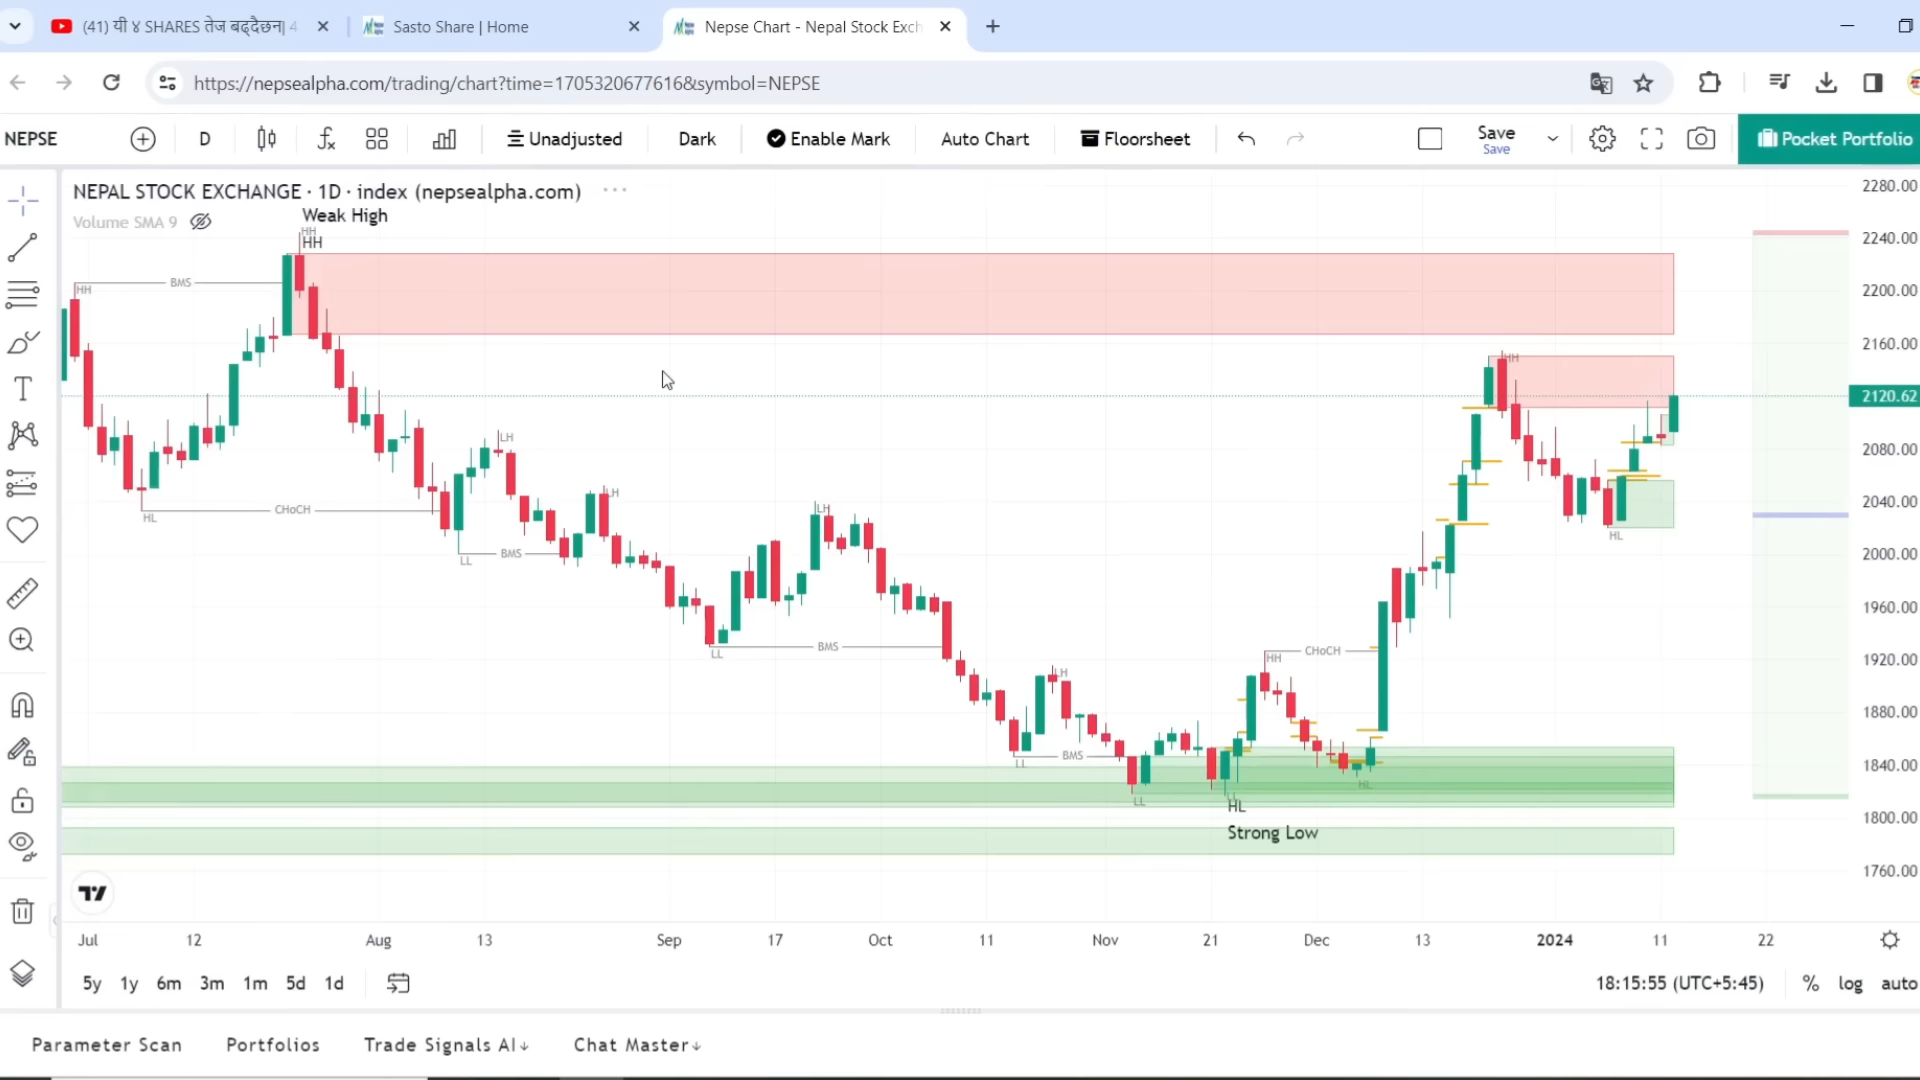 (41) यी ४ SHARES तेज बढ्दैछन्| 4
Sasto Share | Home
Nepse Chart - Nepal Stock Exch
https://nepsealpha.com/trading/chart?time=1705320677616&symbol=NEPSE
NEPSE
D
Unadjusted
Dark
Enable Mark
Auto Chart
Floorsheet
Save
Save
Pocket Portfolio
NEPAL STOCK EXCHANGE · 1D · index (nepsealpha.com)
Volume SMA 9
Weak High
HH
HH
HH
BMS
HL
CHoCH
LL
BMS
LH
LH
LL
BMS
LH
LL
BMS
LH
LL
HL
Strong Low
HH
CHoCH
HL
HH
HL
2280.00
2240.00
2200.00
2160.00
2120.62
2080.00
2040.00
2000.00
1960.00
1920.00
1880.00
1840.00
1800.00
1760.00
Jul 12 Aug 13 Sep 17 Oct 11 Nov 21 Dec 13 2024 11 22
5y 1y 6m 3m 1m 5d 1d
18:15:55 (UTC+5:45)
% log auto
Parameter Scan
Portfolios
Trade Signals AI↓
Chat Master↓